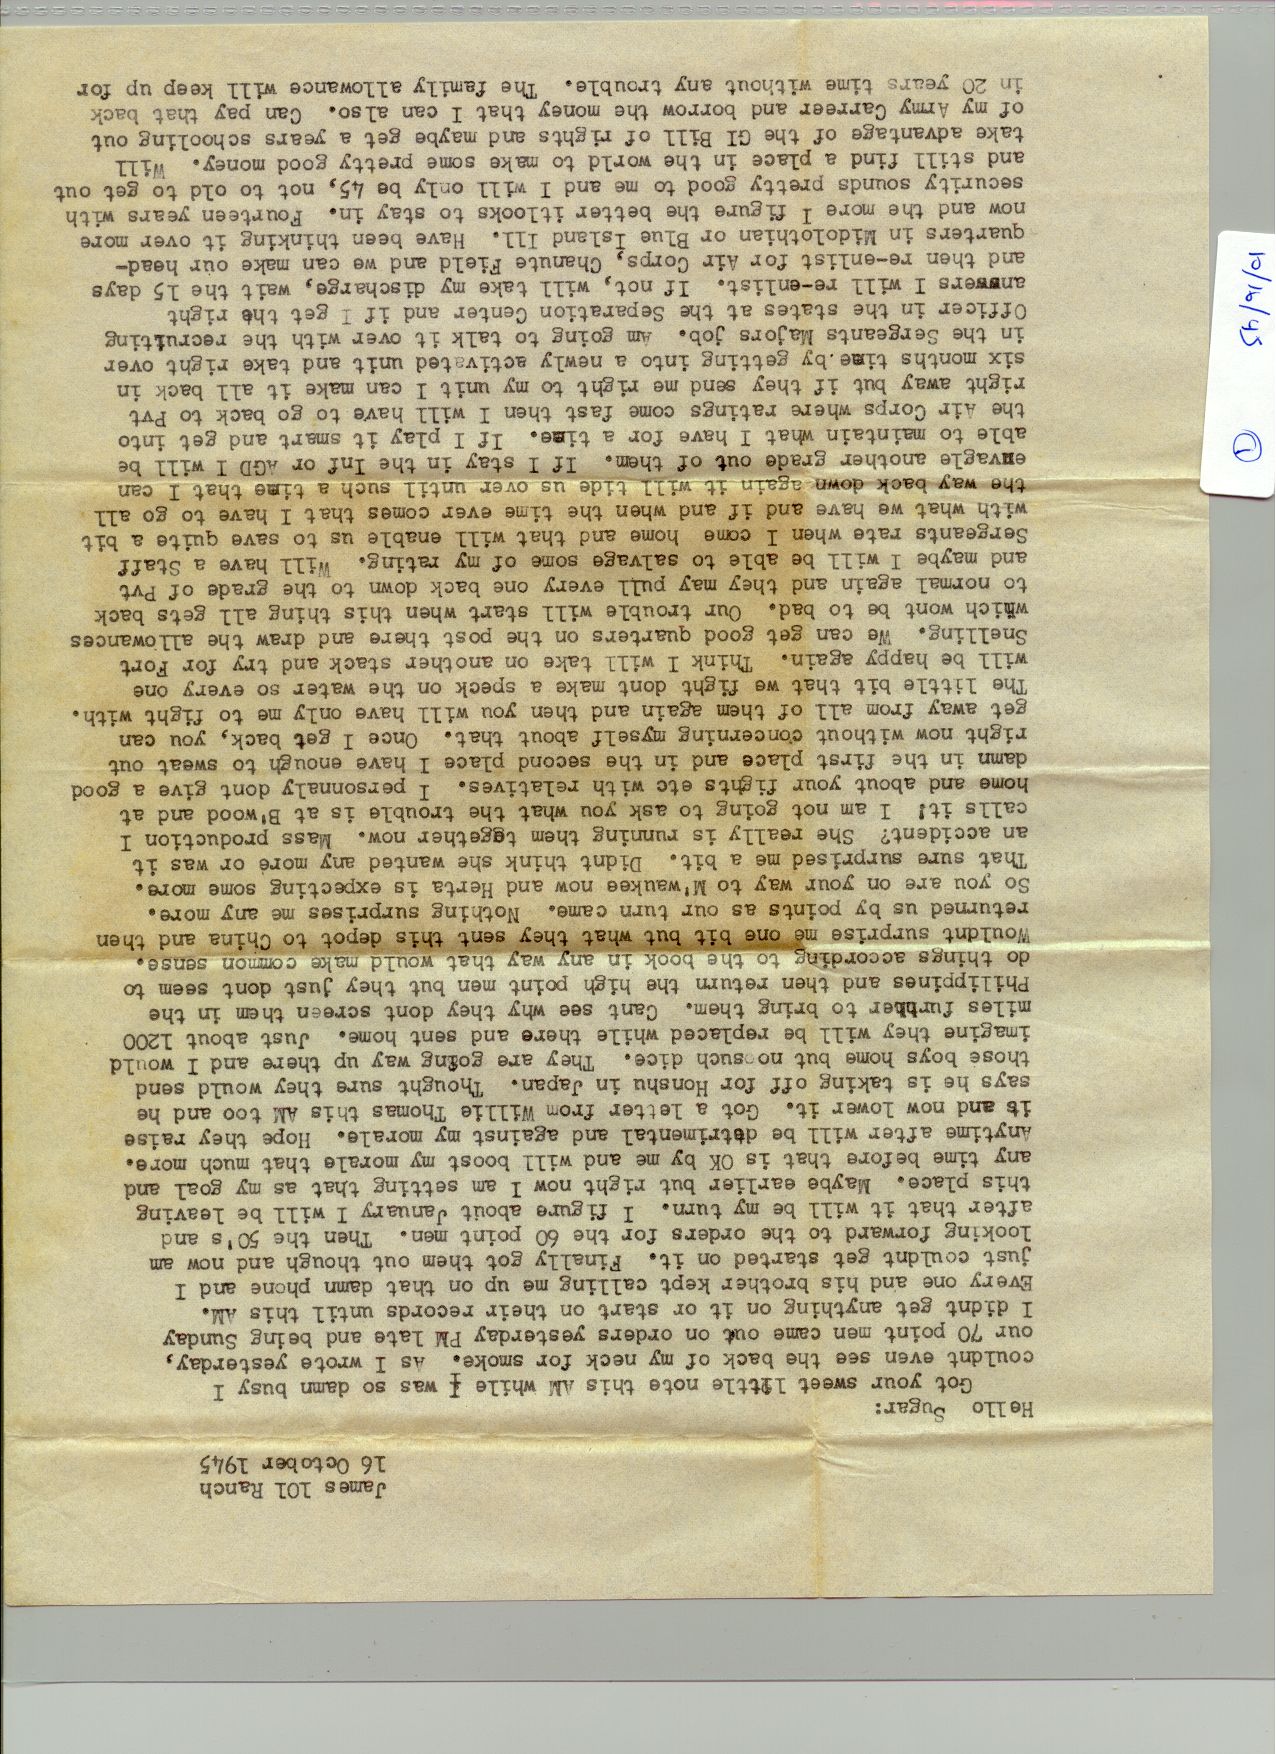 James 101 Ranch
16 October 1945
Hello Sugar:
Got your sweet little note this AM while I was so damn busy I
couldnt even see the back of my neck for smoke. As I wrote yesterday,
our 70 point men came out on orders yesterday PM late and being Sunday
I didnt get anything on it or start on their records until this AM.
Every one and his brother kept calling me up on that damn phone and I
just couldnt get started on it. Finally got them out though and now am
looking forward to the orders for the 60 point men. Then the 50's and
after that it will be my turn. I figure about January I will be leaving
this place. Maybe earlier but right now I am setting that as my goal and
any time before that is OK by me and will boost my morale that much more.
Anytime after will be detrimental and against my morale. Hope they raise
it and now lower it. Got a letter from Willie Thomas this AM too and he
says he is taking off for Honshu in Japan. Thought sure they would send
those boys home but no such dice. They are going way up there and I would
imagine they will be replaced while there and sent home. Just about 1200
miles further to bring them. Cant see why they dont screen them in the
Philippines and then return the high point men but they just dont seem to
do things according to the book in any way that would make common sense.
Wouldnt surprise me one bit but what they sent this depot to China and then
returned us by points as our turn came. Nothing surprises me any more.
So you are on your way to M'waukee now and Herta is expecting some more.
That sure surprised me a bit. Didnt think she wanted any more or was it
an accident? She really is running them together now. Mass production I
calls it! I am not going to ask you what the trouble is at B'wood and at
home and about your fights etc with relatives. I personnaly dont give a good
damn in the first place and in the second place I have enough to sweat out
right now without concerning myself about that. Once I get back, you can
get away from all of them again and then you will have only me to fight with.
The little bit that we fight dont make a speck on the water so every one
will be happy again. Think I will take on another stack and try for Fort
Snelling. We can get good quarters on the post there and draw the allowances
which wont be to bad. Our trouble will start when this thing all gets back
to normal again and they may pull every one back down to the grade of Pvt
and maybe I will be able to salvage some of my rating. Will have a Staff
Sergeants rate when I come home and that will enable us to save quite a bit
with what we have and if and when the time ever comes that I have to go all
the way back down again it will tide us over until such a time that I can
envagle another grade out of them. If I stay in the Inf or AGD I will be
able to maintain what I have for a time. If I play it smart and get into
the Air Corps where ratings come fast then I will have to go back to Pvt
right away but if they send me right to my unit I can make it all back in
six months time by getting into a newly activated unit and take right over
in the Sergeants Majors job. Am going to talk it over with the recruiting
Officer in the states at the Separation Center and if I get the right
answers I will re-enlist. If not, will take my discharge, wait the 15 days
and then re-enlist for Air Corps, Chanute Field and we can make our head-
quarters in Midolothian or Blue Island Ill. Have been thinking it over more
now and the more I figure the better itlooks to stay in. Fourteen years with
security sounds pretty good to me and I will only be 45, not to old to get out
and still find a place in the world to make some pretty good money. Will
take advantage of the GI Bill of rights and maybe get a years schooling out
of my Army Carreer and borrow the money that I can also. Can pay that back
in 20 years time without any trouble. The family allowance will keep up for
10/16/45
1